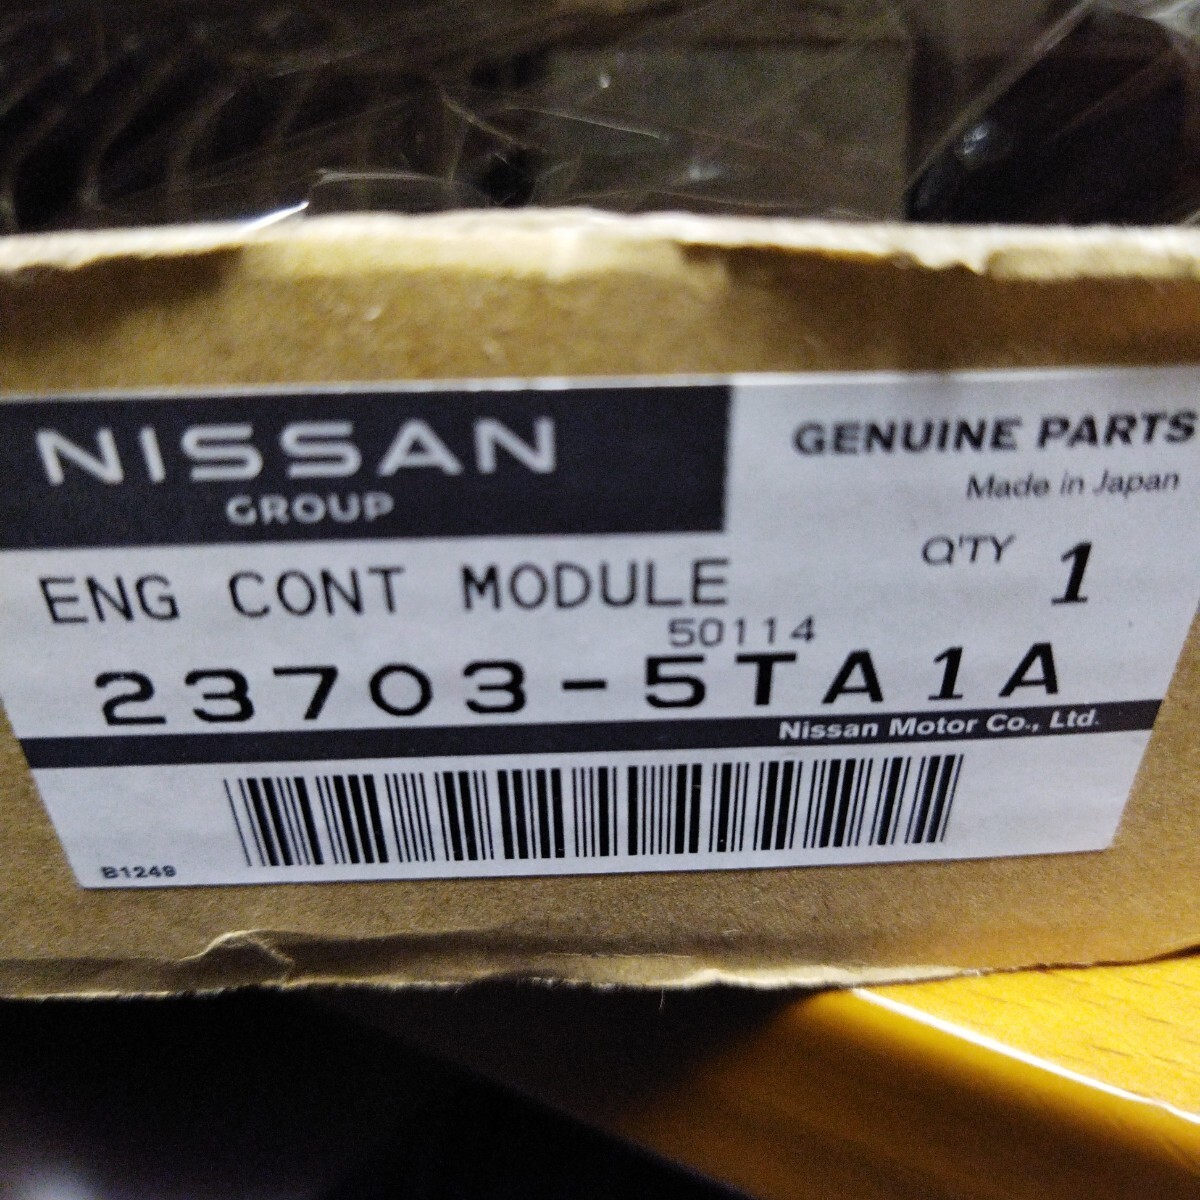 NISSAN
GROUP
GENUINE PARTS
Made in Japan
Q'TY 1
ENG CONT MODULE
50114
23703-5TA1A
Nissan Motor Co., Ltd.
B1249